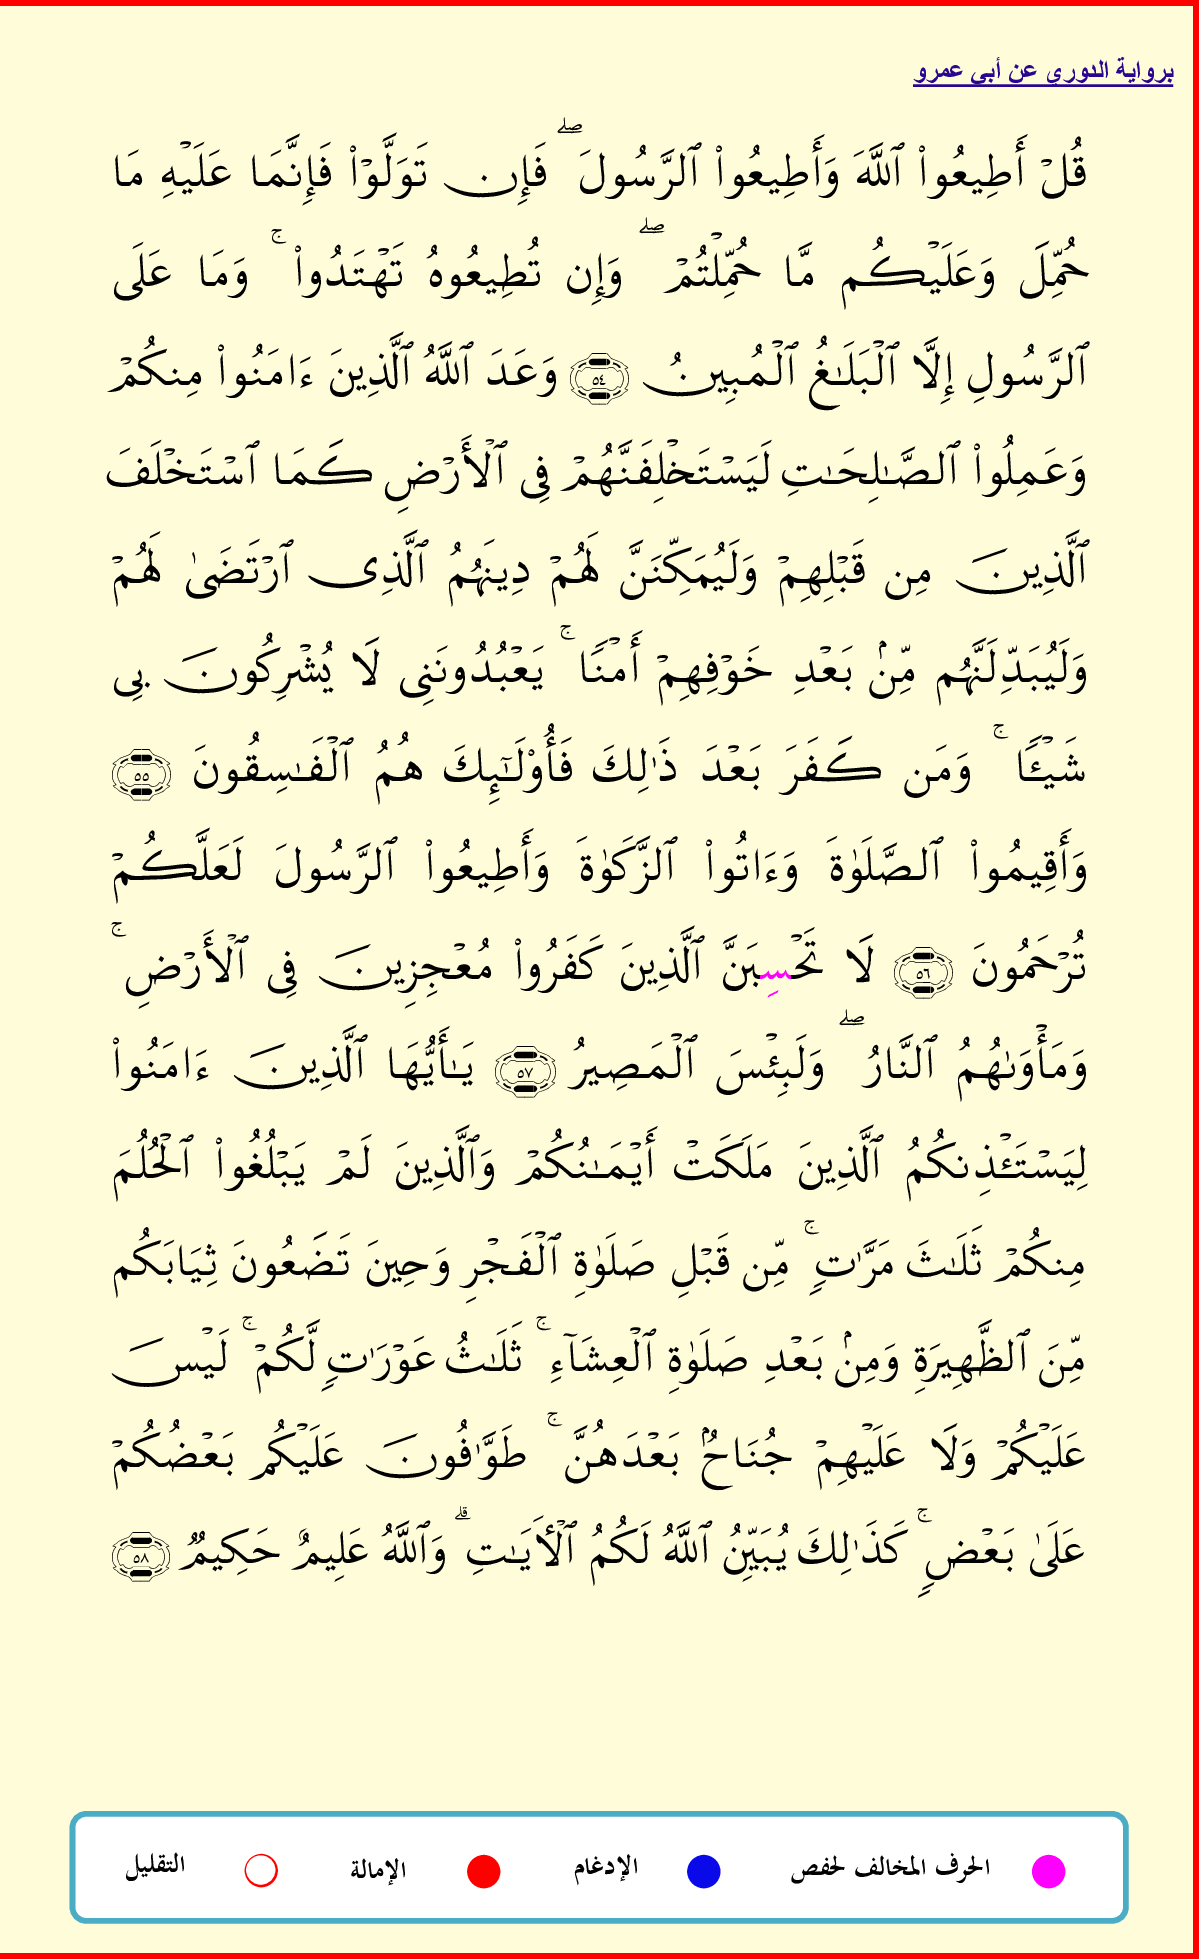 برواية الدوري عن أبي عمرو
قُلْ أَطِيعُواْ ٱللَّهَ وَأَطِيعُواْ ٱلرَّسُولَ ۖ فَإِن تَوَلَّوْاْ فَإِنَّمَا عَلَيْهِ مَا
حُمِّلَ وَعَلَيْكُم مَّا حُمِّلْتُمْ ۖ وَإِن تُطِيعُوهُ تَهْتَدُواْ ۚ وَمَا عَلَى
ٱلرَّسُولِ إِلَّا ٱلْبَلَـٰغُ ٱلْمُبِينُ ٥٤ وَعَدَ ٱللَّهُ ٱلَّذِينَ ءَامَنُواْ مِنكُمْ
وَعَمِلُواْ ٱلصَّـٰلِحَـٰتِ لَيَسْتَخْلِفَنَّهُمْ فِى ٱلْأَرْضِ كَمَا ٱسْتَخْلَفَ
ٱلَّذِينَ مِن قَبْلِهِمْ وَلَيُمَكِّنَنَّ لَهُمْ دِينَهُمُ ٱلَّذِى ٱرْتَضَىٰ لَهُمْ
وَلَيُبَدِّلَنَّهُم مِّنۢ بَعْدِ خَوْفِهِمْ أَمْنًا ۚ يَعْبُدُونَنِى لَا يُشْرِكُونَ بِى
شَيْـًٔا ۚ وَمَن كَفَرَ بَعْدَ ذَٰلِكَ فَأُوْلَـٰٓئِكَ هُمُ ٱلْفَـٰسِقُونَ ٥٥
وَأَقِيمُواْ ٱلصَّلَوٰةَ وَءَاتُواْ ٱلزَّكَوٰةَ وَأَطِيعُواْ ٱلرَّسُولَ لَعَلَّكُمْ
تُرْحَمُونَ ٥٦ لَا تَحْسِبَنَّ ٱلَّذِينَ كَفَرُواْ مُعْجِزِينَ فِى ٱلْأَرْضِ ۚ
وَمَأْوَىٰهُمُ ٱلنَّارُ ۖ وَلَبِئْسَ ٱلْمَصِيرُ ٥٧ يَـٰٓأَيُّهَا ٱلَّذِينَ ءَامَنُواْ
لِيَسْتَـْٔذِنكُمُ ٱلَّذِينَ مَلَكَتْ أَيْمَـٰنُكُمْ وَٱلَّذِينَ لَمْ يَبْلُغُواْ ٱلْحُلُمَ
مِنكُمْ ثَلَـٰثَ مَرَّٰتٍ ۚ مِّن قَبْلِ صَلَوٰةِ ٱلْفَجْرِ وَحِينَ تَضَعُونَ ثِيَابَكُم
مِّنَ ٱلظَّهِيرَةِ وَمِنۢ بَعْدِ صَلَوٰةِ ٱلْعِشَآءِ ۚ ثَلَـٰثُ عَوْرَٰتٍ لَّكُمْ ۚ لَيْسَ
عَلَيْكُمْ وَلَا عَلَيْهِمْ جُنَاحٌۢ بَعْدَهُنَّ ۚ طَوَّٰفُونَ عَلَيْكُم بَعْضُكُمْ
عَلَىٰ بَعْضٍ ۚ كَذَٰلِكَ يُبَيِّنُ ٱللَّهُ لَكُمُ ٱلْـَٔايَـٰتِ ۗ وَٱللَّهُ عَلِيمٌ حَكِيمٌ ٥٨
الحرف المخالف لحفص الإدغام الإمالة التقليل